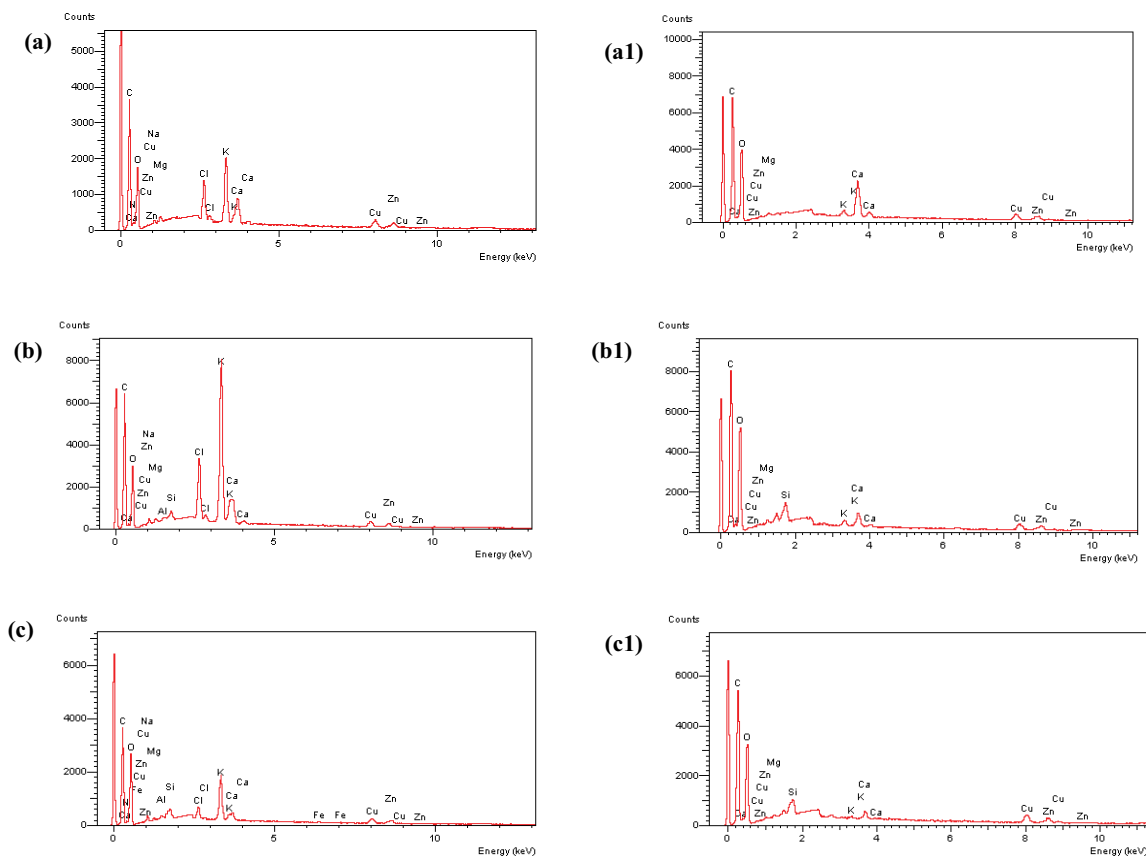 Counts
(a)
5000
4000
3000
2000
1000
0
C
Na
Cu
O
Mg
Zn
Cu
N
Ca
Zn
Cl
Cl
K
Ca
Ca
K
Zn
Cu
Cu
Zn
0
5
10
Energy (keV)
Counts
(a1)
10000
8000
6000
4000
2000
0
C
O
Mg
Zn
Cu
Cu
Ca
Zn
K
Ca
K
Ca
Cu
Cu
Zn
Zn
0
2
4
6
8
10
Energy (keV)
Counts
(b)
8000
6000
4000
2000
0
C
Na
Zn
O
Mg
Cu
Zn
Cu
Ca
Al
Si
Cl
Cl
K
Ca
K
Ca
Zn
Cu
Cu
Zn
0
5
10
Energy (keV)
Counts
(b1)
8000
6000
4000
2000
0
C
O
Mg
Zn
Cu
Cu
Ca
Zn
Si
Ca
K
K
Ca
Cu
Cu
Zn
Zn
0
2
4
6
8
10
Energy (keV)
Counts
(c)
6000
4000
2000
0
C
Na
Cu
O
Mg
Zn
Cu
Fe
N
Ca
Zn
Al
Si
Cl
Cl
K
Ca
Ca
K
Fe
Fe
Zn
Cu
Cu
Zn
0
5
10
Energy (keV)
Counts
(c1)
6000
4000
2000
0
C
O
Mg
Zn
Cu
Cu
Ca
Zn
Si
Ca
K
K
Ca
Cu
Cu
Zn
Zn
0
2
4
6
8
10
Energy (keV)